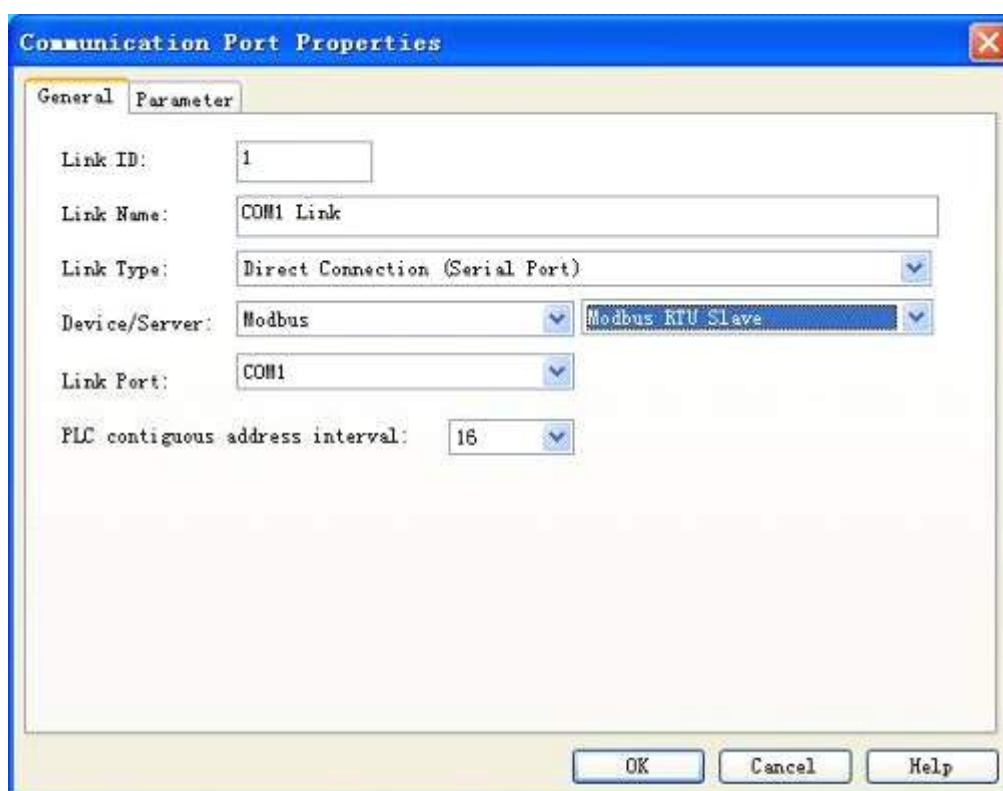 Communication Port Properties
General Parameter
Link ID: 1
Link Name: COM1 Link
Link Type: Direct Connection (Serial Port)
Device/Server: Modbus Modbus RTU Slave
Link Port: COM1
PLC contiguous address interval: 16
OK Cancel Help